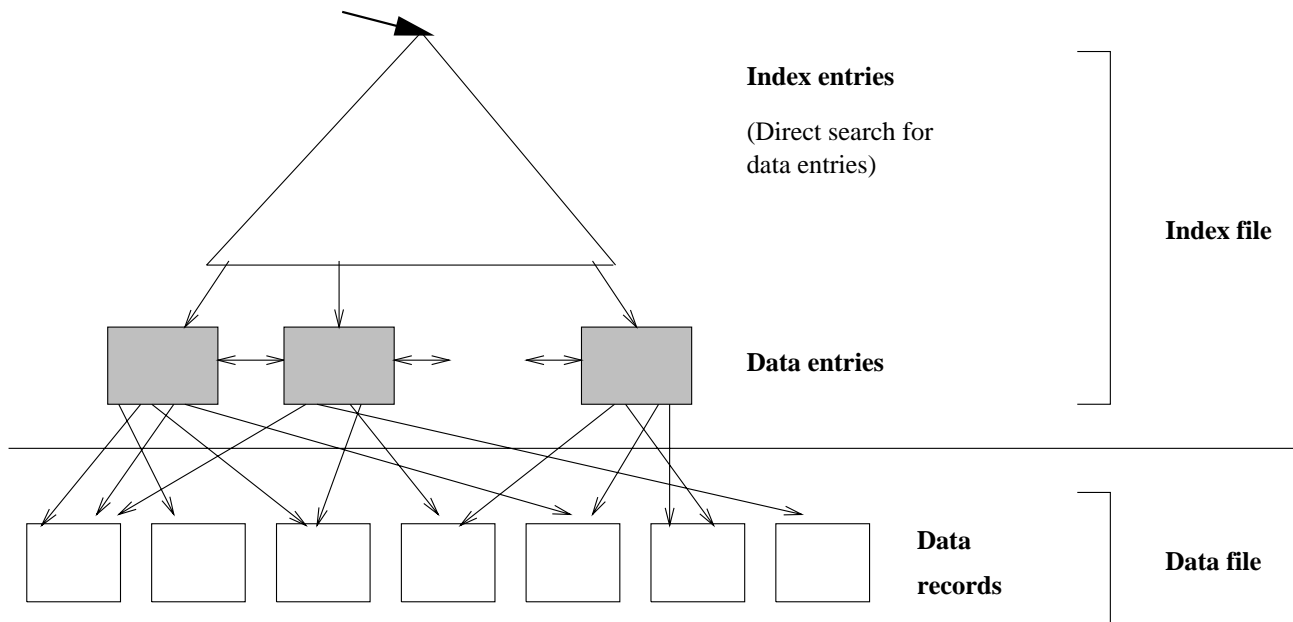 Index entries
(Direct search for
data entries)
Index file
Data entries
Data
records
Data file